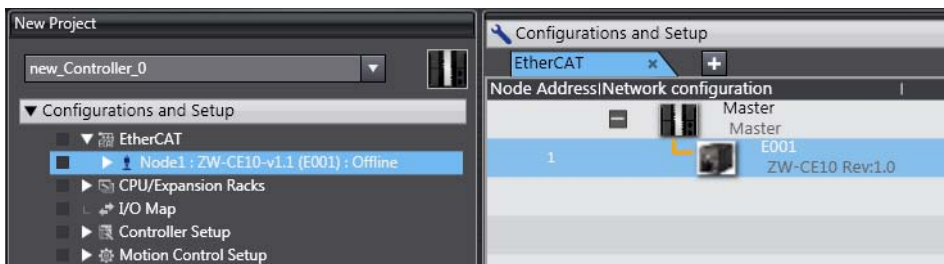 New Project
new_Controller_0
▼ Configurations and Setup
▼ EtherCAT
▶ Node1 : ZW-CE10-v1.1 (E001) : Offline
▶ CPU/Expansion Racks
I/O Map
▶ Controller Setup
▶ Motion Control Setup
Configurations and Setup
EtherCAT × +
Node Address|Network configuration |
Master
Master
1 E001
ZW-CE10 Rev:1.0